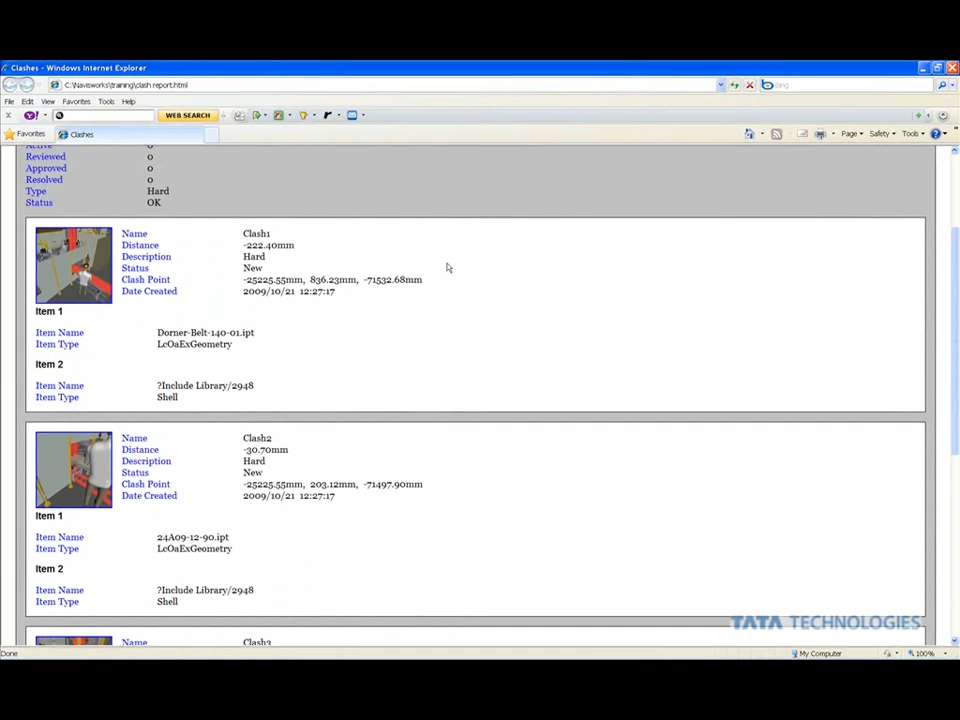 Clashes - Windows Internet Explorer
C:\Navisworks\training\clash report.html
bing
File Edit View Favorites Tools Help
X Y! WEB SEARCH
Favorites Clashes Page Safety Tools
Active 0
Reviewed 0
Approved 0
Resolved 0
Type Hard
Status OK
Name Clash1
Distance -222.40mm
Description Hard
Status New
Clash Point -25225.55mm, 836.23mm, -71532.68mm
Date Created 2009/10/21 12:27:17
Item 1
Item Name Dorner-Belt-140-01.ipt
Item Type LcOaExGeometry
Item 2
Item Name ?Include Library/2948
Item Type Shell
Name Clash2
Distance -30.70mm
Description Hard
Status New
Clash Point -25225.55mm, 203.12mm, -71497.90mm
Date Created 2009/10/21 12:27:17
Item 1
Item Name 24A09-12-90.ipt
Item Type LcOaExGeometry
Item 2
Item Name ?Include Library/2948
Item Type Shell
TATA TECHNOLOGIES
Name Clash3
Done My Computer 100%